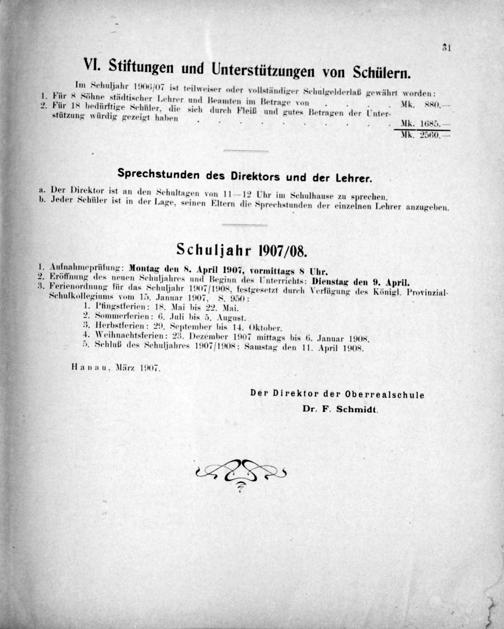 31
VI. Stiftungen und Unterstützungen von Schülern.
Im Schuljahr 1906/07 ist teilweiser oder vollständiger Schulgelderlaß gewährt worden:
1. Für 8 Söhne städtischer Lehrer und Beamten im Betrage von . . . . . . Mk. 880,—
2. Für 18 bedürftige Schüler, die sich durch Fleiß und gutes Betragen der Unter-
stützung würdig gezeigt haben . . . . . . . . . . Mk. 1685,—
Mk. 2560,—
Sprechstunden des Direktors und der Lehrer.
a. Der Direktor ist an den Schultagen von 11—12 Uhr im Schulhause zu sprechen.
b. Jeder Schüler ist in der Lage, seinen Eltern die Sprechstunden der einzelnen Lehrer anzugeben.
Schuljahr 1907/08.
1. Aufnahmeprüfung: Montag den 8. April 1907, vormittags 8 Uhr.
2. Eröffnung des neuen Schuljahres und Beginn des Unterrichts: Dienstag den 9. April.
3. Ferienordnung für das Schuljahr 1907/1908, festgesetzt durch Verfügung des Königl. Provinzial-
Schulkollegiums vom 15. Januar 1907, S. 950:
1. Pfingstferien: 18. Mai bis 22. Mai.
2. Sommerferien: 6. Juli bis 5. August.
3. Herbstferien: 29. September bis 14. Oktober.
4. Weihnachtsferien: 23. Dezember 1907 mittags bis 6. Januar 1908.
5. Schluß des Schuljahres 1907/1908: Samstag den 11. April 1908.
Hanau, März 1907.
Der Direktor der Oberrealschule
Dr. F. Schmidt.